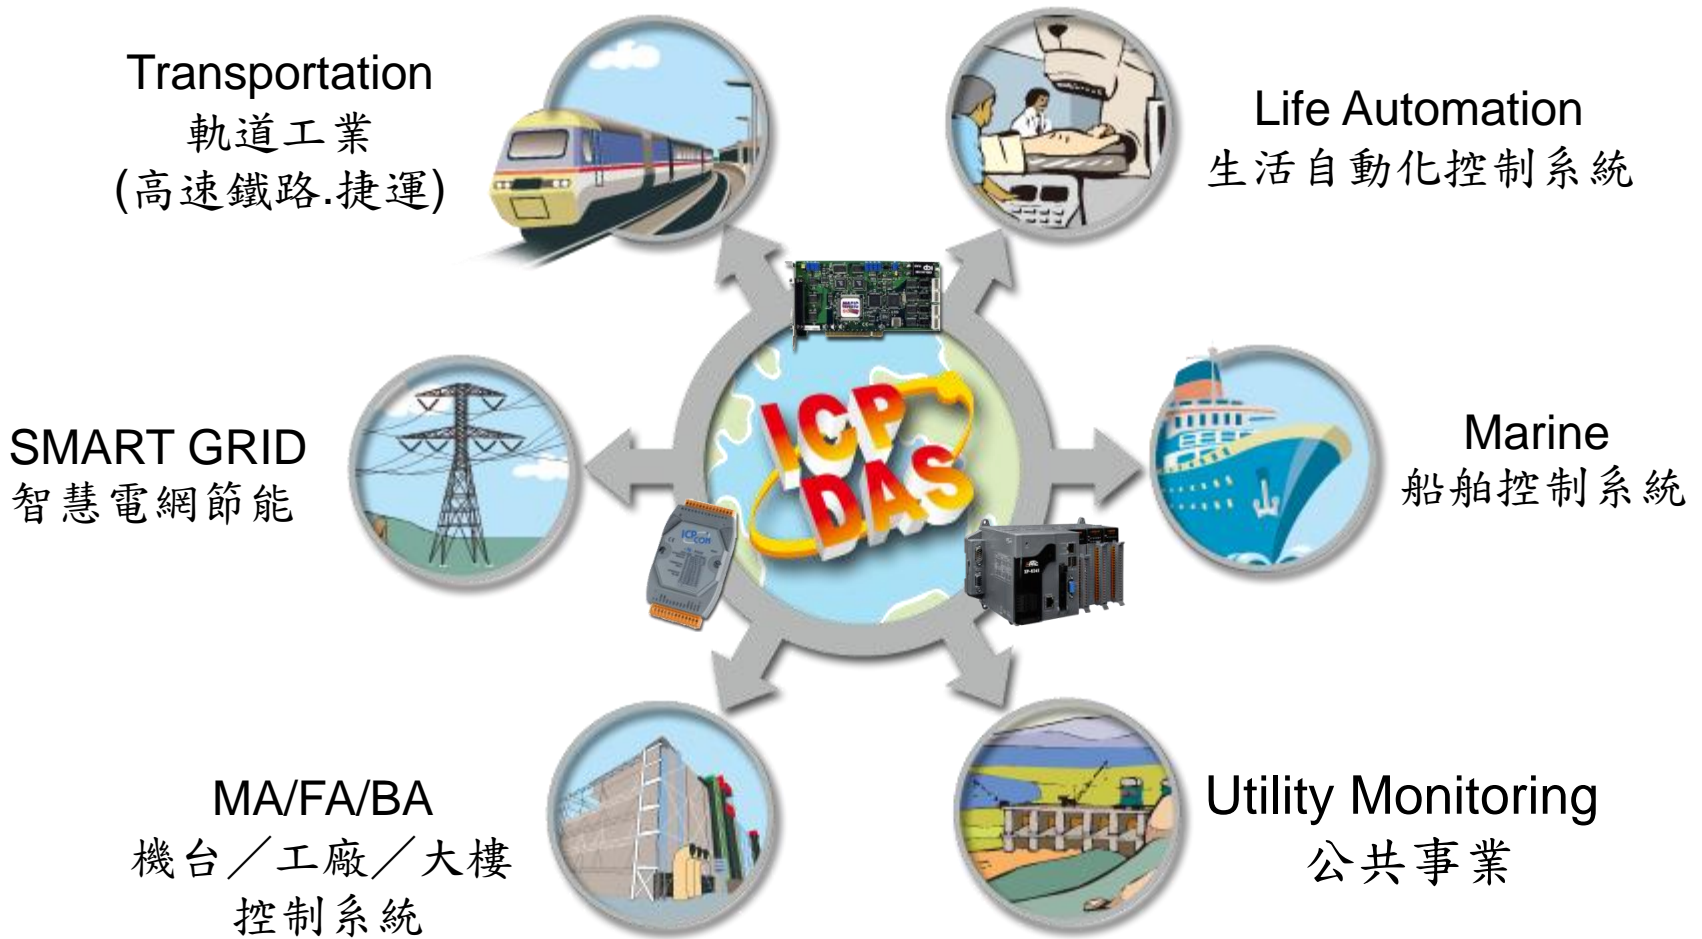 Transportation
軌道工業
(高速鐵路.捷運)
Life Automation
生活自動化控制系統
SMART GRID
智慧電網節能
ICP
DAS
ICP
CON
Marine
船舶控制系統
MA/FA/BA
機台／工廠／大樓
控制系統
Utility Monitoring
公共事業